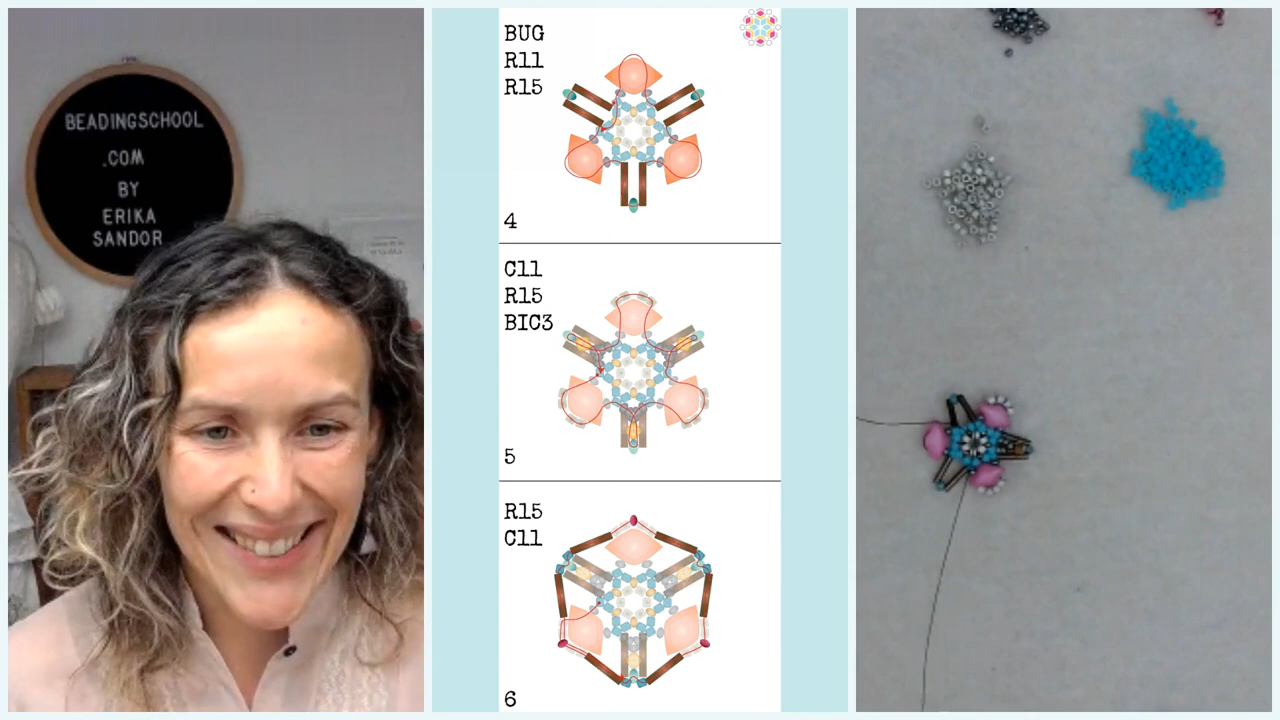 BEADINGSCHOOL
.COM
BY
ERIKA
SANDOR
BUG
R11
R15
4
C11
R15
BIC3
5
R15
C11
6